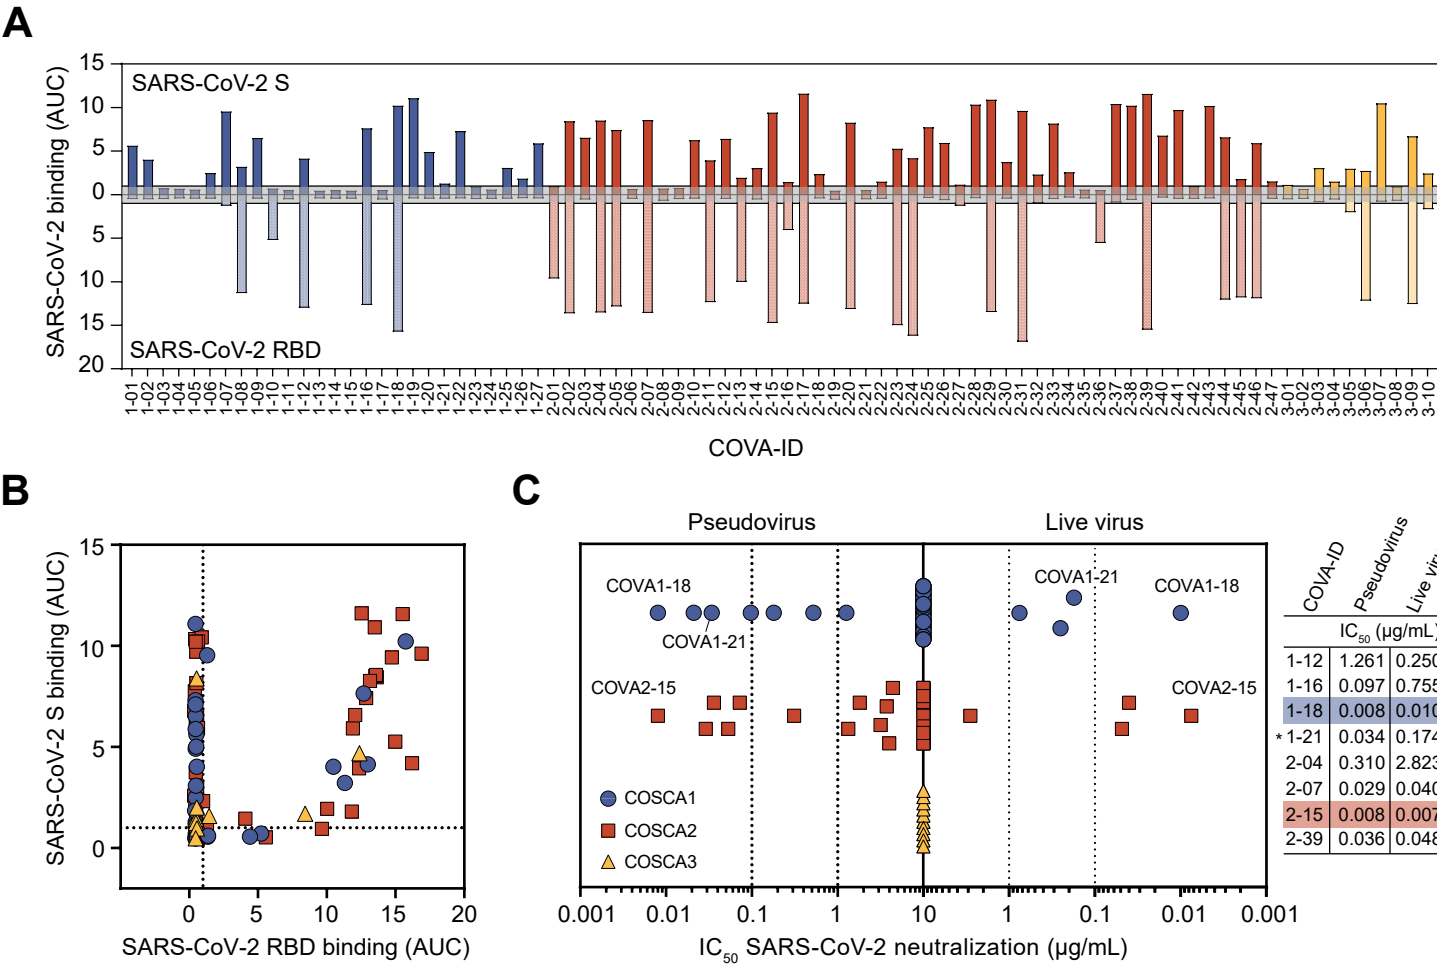 A
SARS-CoV-2 binding (AUC)
15
10
5
0
5
10
15
20
SARS-CoV-2 S
SARS-CoV-2 RBD
1-01 1-02 1-03 1-04 1-05 1-06 1-07 1-08 1-09 1-10 1-11 1-12 1-13 1-14 1-15 1-16 1-17 1-18 1-19 1-20 1-21 1-22 1-23 1-24 1-25 1-26 1-27 2-01 2-02 2-03 2-04 2-05 2-06 2-07 2-08 2-09 2-10 2-11 2-12 2-13 2-14 2-15 2-16 2-17 2-18 2-19 2-20 2-21 2-22 2-23 2-24 2-25 2-26 2-27 2-28 2-29 2-30 2-31 2-32 2-33 2-34 2-35 2-36 2-37 2-38 2-39 2-40 2-41 2-42 2-43 2-44 2-45 2-46 2-47 3-01 3-02 3-03 3-04 3-05 3-06 3-07 3-08 3-09 3-10
COVA-ID
B
SARS-CoV-2 S binding (AUC)
15
10
5
0
0 5 10 15 20
SARS-CoV-2 RBD binding (AUC)
C
Pseudovirus Live virus
COVA1-18
COVA1-21
COVA1-21
COVA1-18
COVA2-15
COVA2-15
COSCA1
COSCA2
COSCA3
0.001 0.01 0.1 1 10 1 0.1 0.01 0.001
IC50 SARS-CoV-2 neutralization (µg/mL)
COVA-ID Pseudovirus Live
IC50 (µg/mL)
1-12 1.261 0.250
1-16 0.097 0.755
1-18 0.008 0.010
* 1-21 0.034 0.174
2-04 0.310 2.823
2-07 0.029 0.040
2-15 0.008 0.007
2-39 0.036 0.048